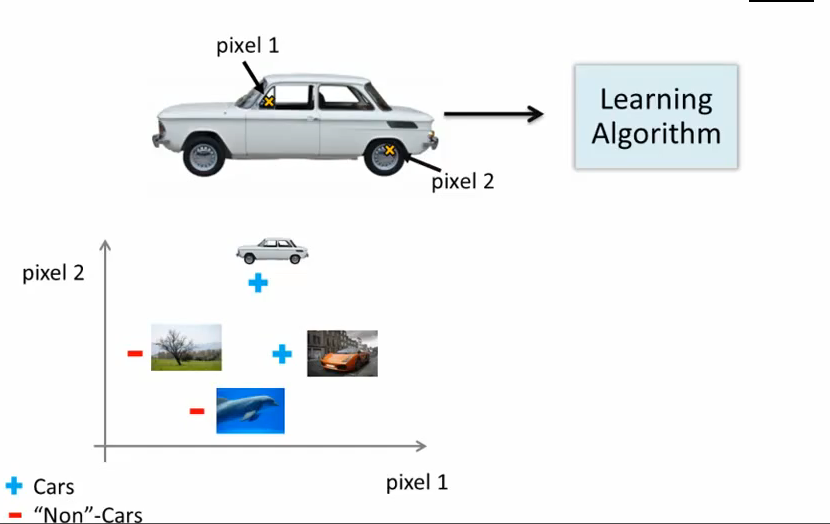 pixel 1
Learning
Algorithm
pixel 2
pixel 2
pixel 1
Cars
“Non”-Cars